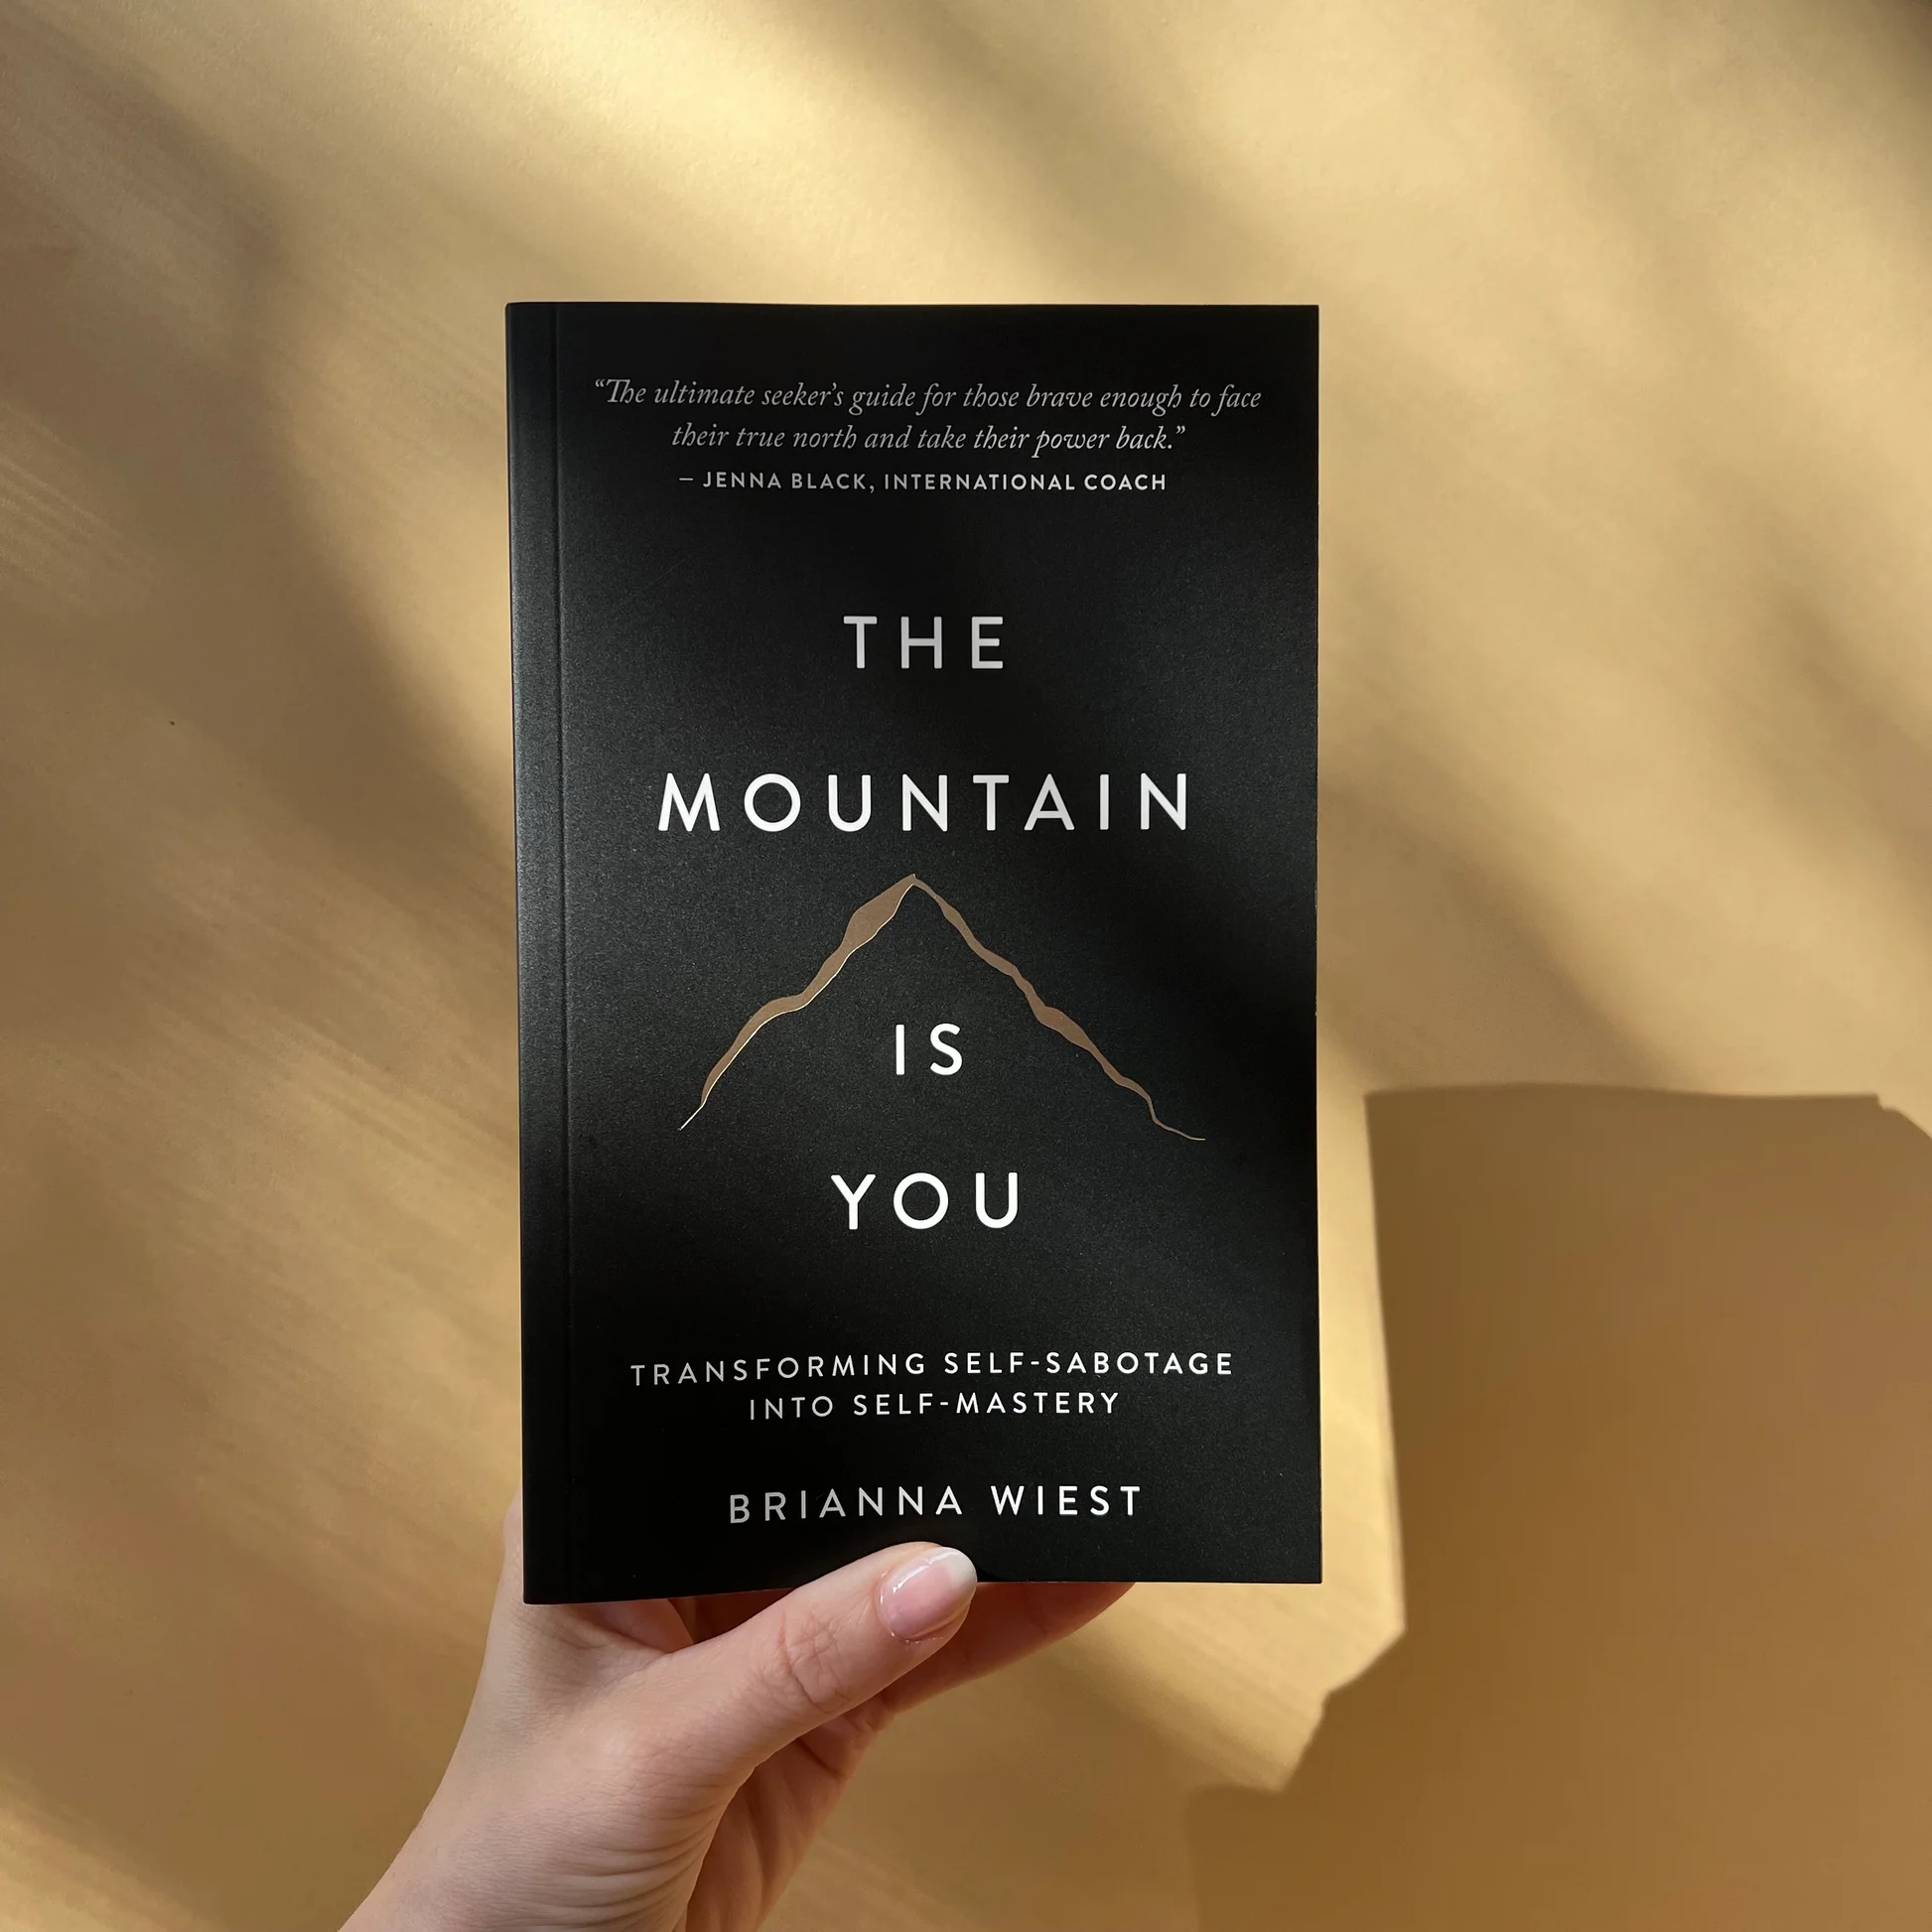 “The ultimate seeker’s guide for those brave enough to face
their true north and take their power back.”
– JENNA BLACK, INTERNATIONAL COACH
THE
MOUNTAIN
IS
YOU
TRANSFORMING SELF-SABOTAGE
INTO SELF-MASTERY
BRIANNA WIEST